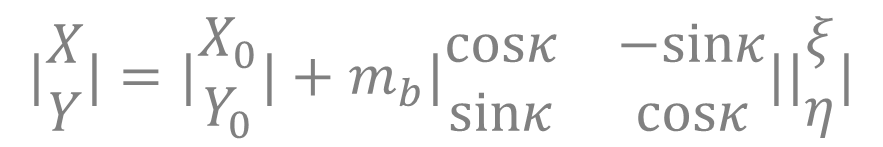 |X Y| = |X₀ Y₀| + m_b |cosκ −sinκ sinκ cosκ| |ξ η|